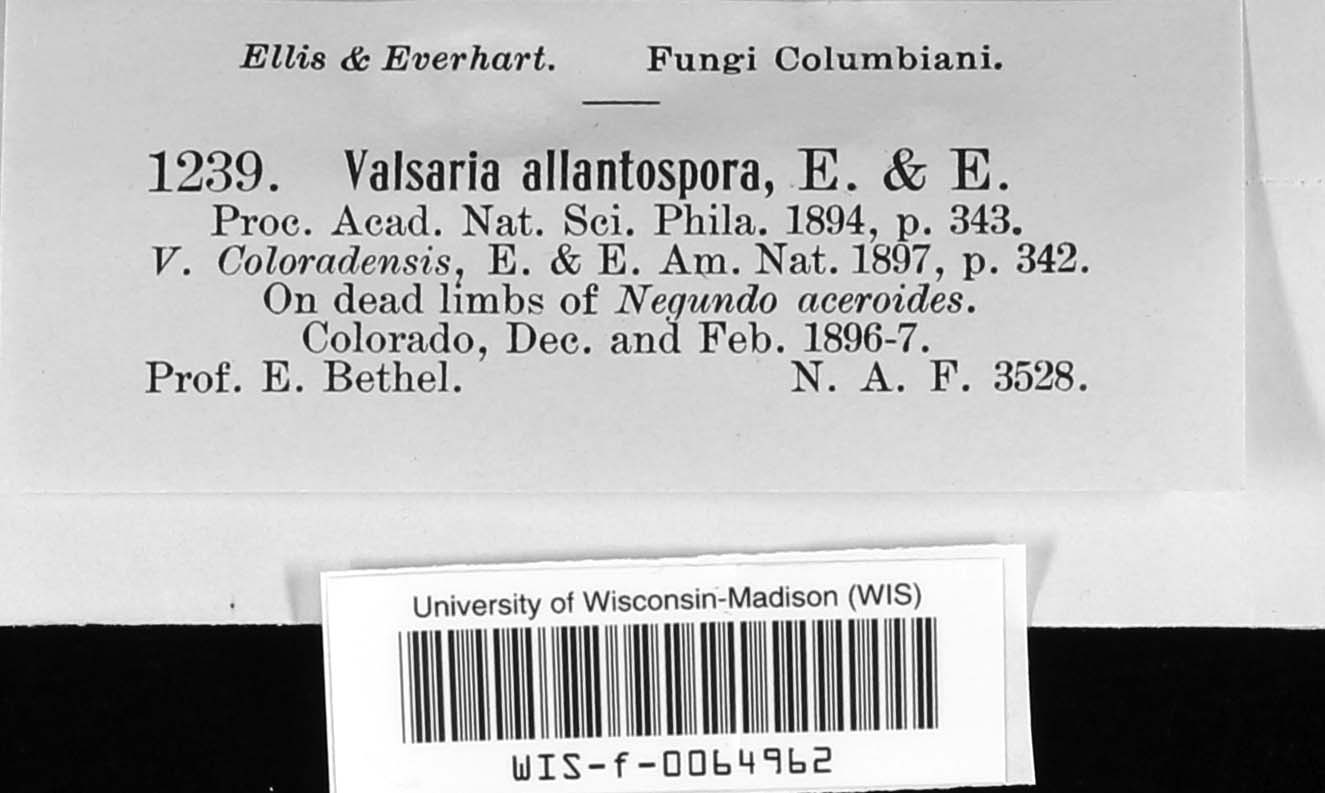 Ellis & Everhart. Fungi Columbiani.
1239. Valsaria allantospora, E. & E.
Proc. Acad. Nat. Sci. Phila. 1894, p. 343.
V. Coloradensis, E. & E. Am. Nat. 1897, p. 342.
On dead limbs of Negundo aceroides.
Colorado, Dec. and Feb. 1896-7.
Prof. E. Bethel. N. A. F. 3528.
University of Wisconsin-Madison (WIS)
WIS-f-0064962